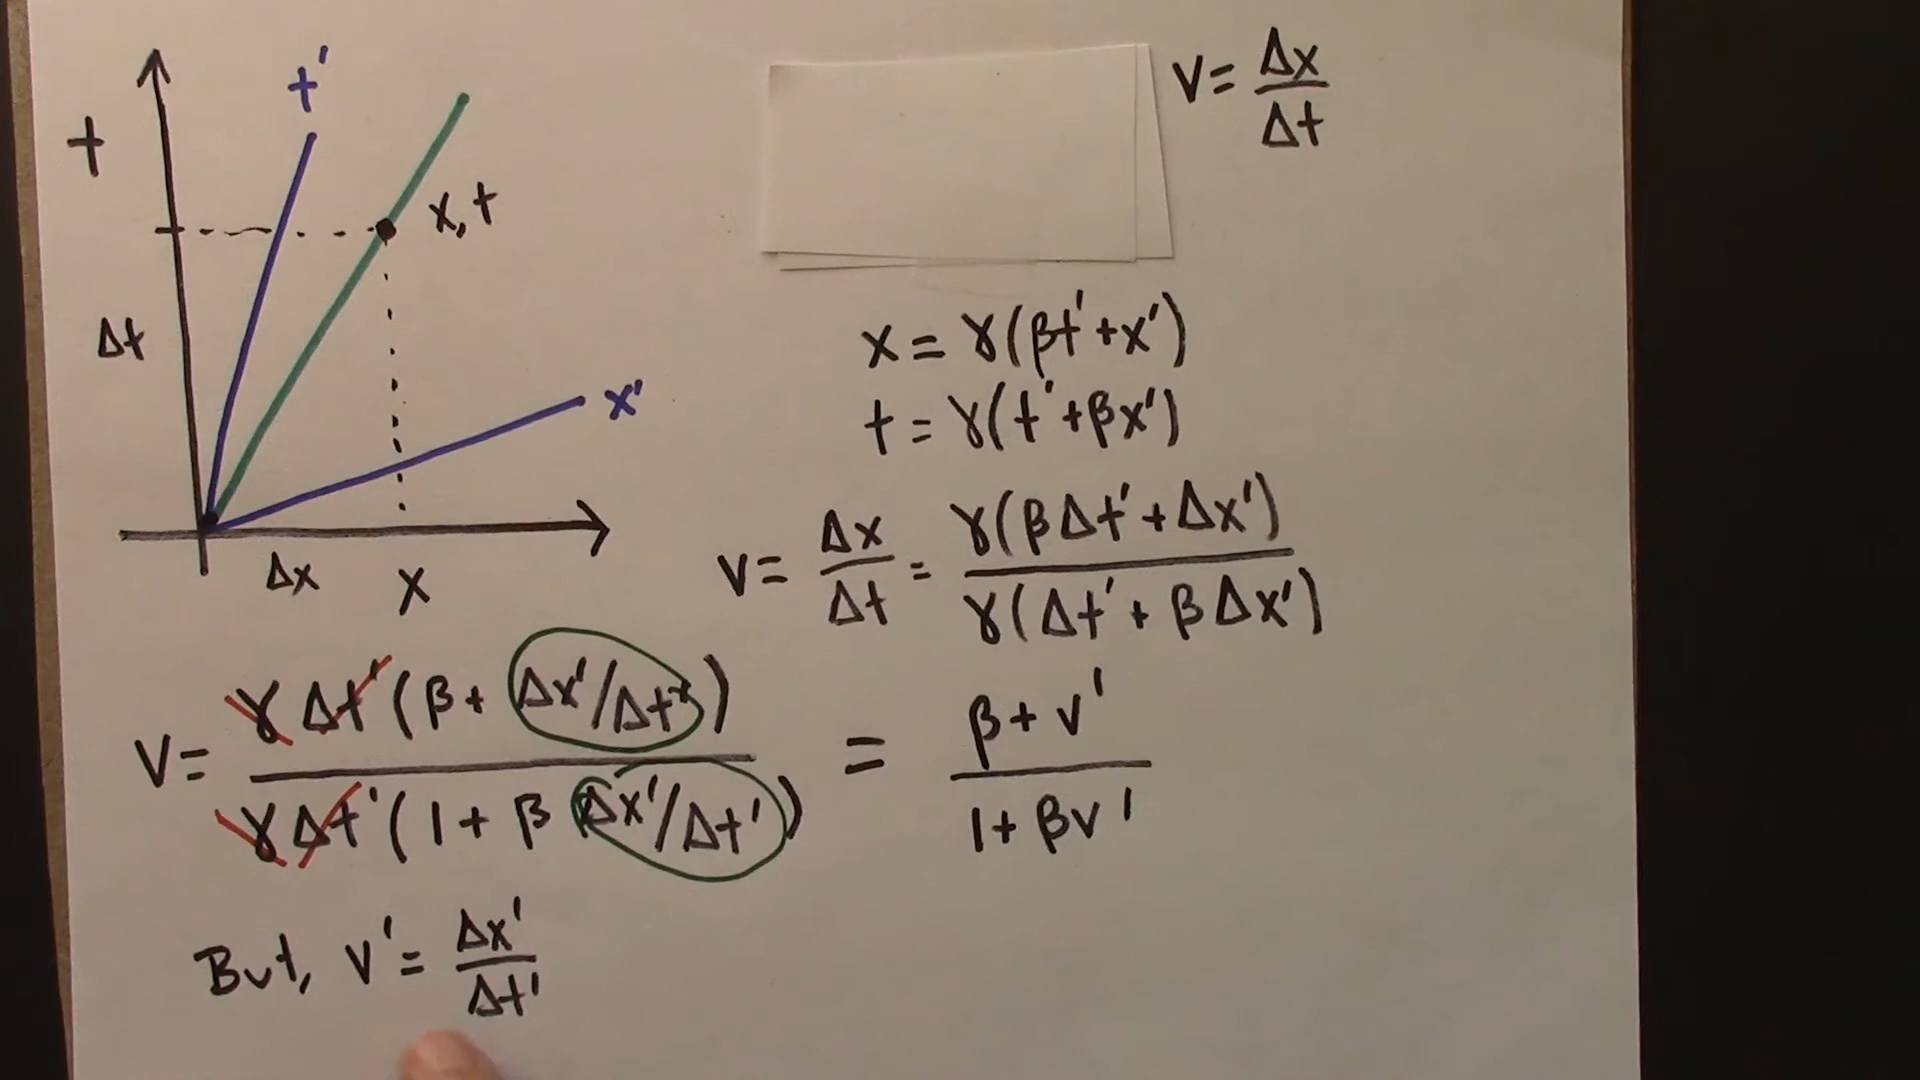 t
t'
x, t
Δt
x'
Δx
x
v = Δx/Δt
x = γ(βt' + x')
t = γ(t' + βx')
v = Δx/Δt = γ(βΔt' + Δx')/γ(Δt' + βΔx')
v = γΔt'(β + Δx'/Δt')/γΔt'(1 + β Δx'/Δt') = β + v'/1 + βv'
But, v' = Δx'/Δt'